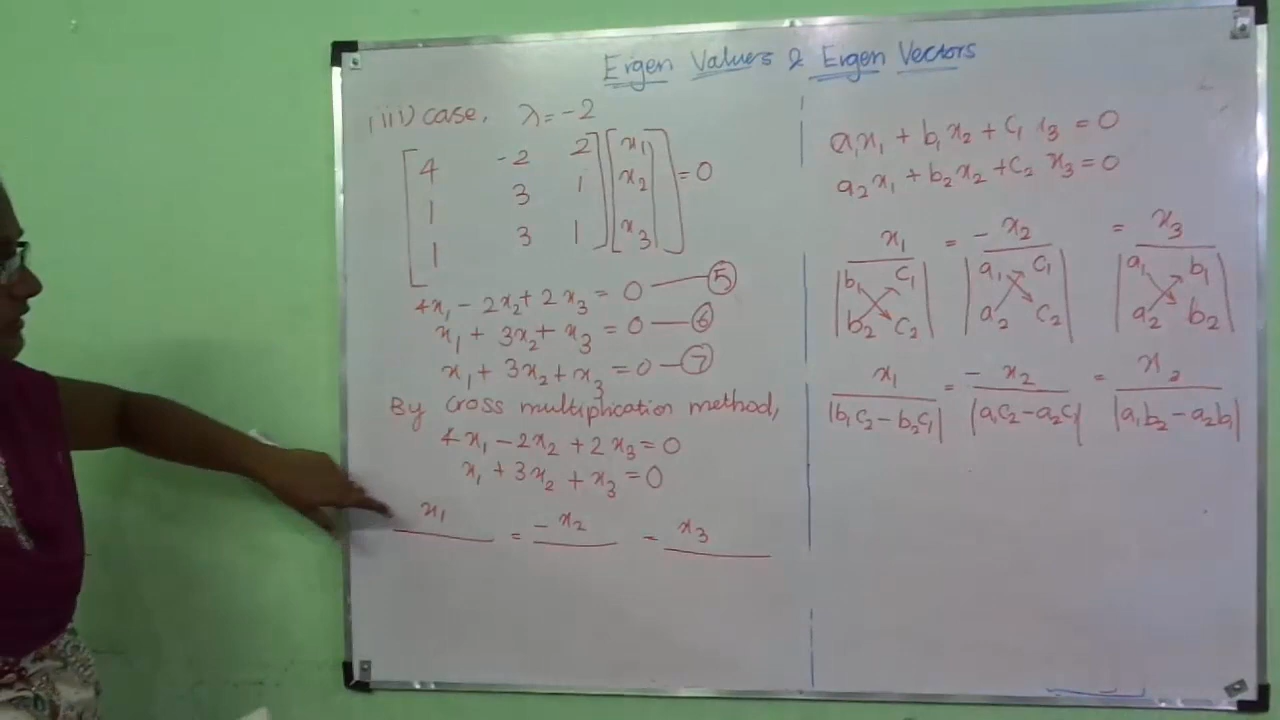 Eigen Values & Eigen Vectors
iii) case, λ = -2
4 -2 2 x₁
1 3 1 x₂ = 0
1 3 1 x₃
4x₁ - 2x₂ + 2x₃ = 0 — ⑤
x₁ + 3x₂ + x₃ = 0 — ⑥
x₁ + 3x₂ + x₃ = 0 — ⑦
By cross multiplication method,
4x₁ - 2x₂ + 2x₃ = 0
x₁ + 3x₂ + x₃ = 0
x₁ = - x₂ = x₃
a₁x₁ + b₁x₂ + c₁x₃ = 0
a₂x₁ + b₂x₂ + c₂x₃ = 0
x₁ = - x₂ = x₃
|b₁ c₁| |a₁ c₁| |a₁ b₁|
|b₂ c₂| |a₂ c₂| |a₂ b₂|
x₁ = - x₂ = x₃
|b₁c₂ - b₂c₁| |a₁c₂ - a₂c₁| |a₁b₂ - a₂b₁|